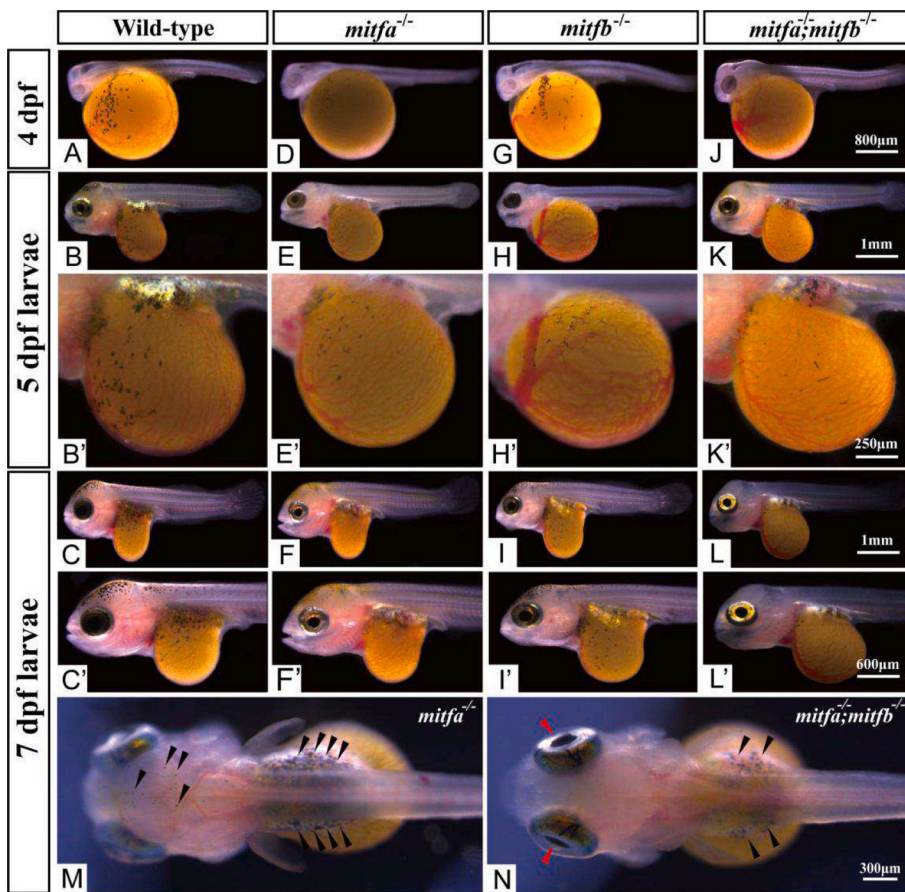 Wild-type mitfa-/- mitfb-/- mitfa-/-;mitfb-/-
4 dpf
A D G J 800μm
5 dpf larvae
B E H K 1mm
B’ E’ H’ K’ 250μm
7 dpf larvae
C F I L 1mm
C’ F’ I’ L’ 600μm
mitfa-/- mitfa-/-;mitfb-/-
M N 300μm